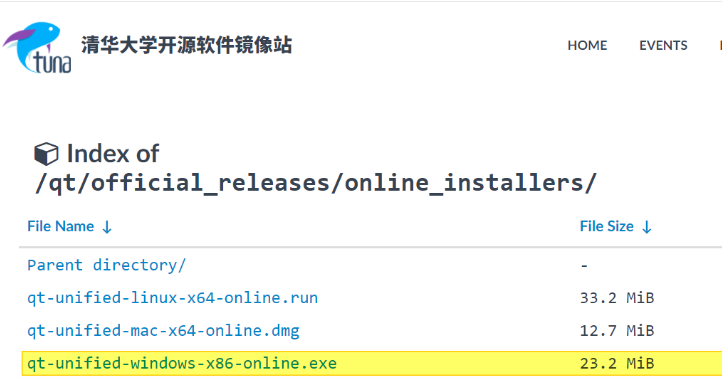 tuna
清华大学开源软件镜像站
HOME EVENTS
Index of
/qt/official_releases/online_installers/
File Name ↓ File Size ↓
Parent directory/ -
qt-unified-linux-x64-online.run 33.2 MiB
qt-unified-mac-x64-online.dmg 12.7 MiB
qt-unified-windows-x86-online.exe 23.2 MiB